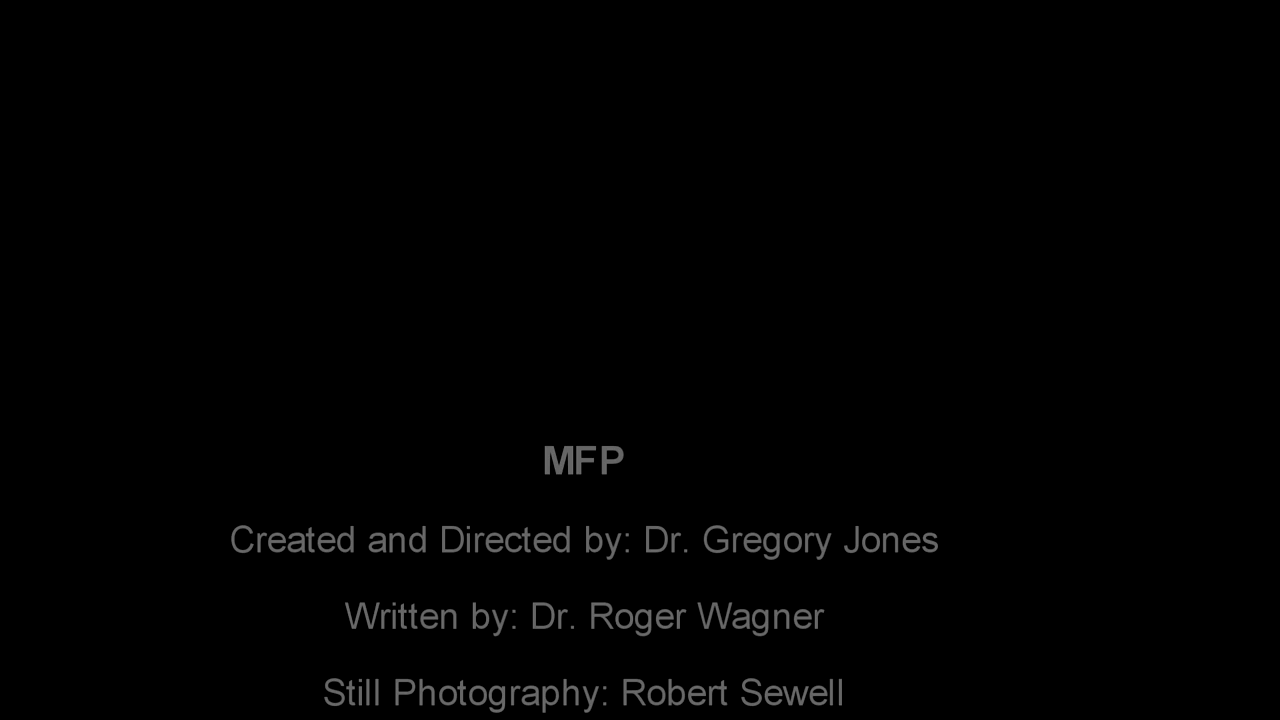 MFP
Created and Directed by: Dr. Gregory Jones
Written by: Dr. Roger Wagner
Still Photography: Robert Sewell